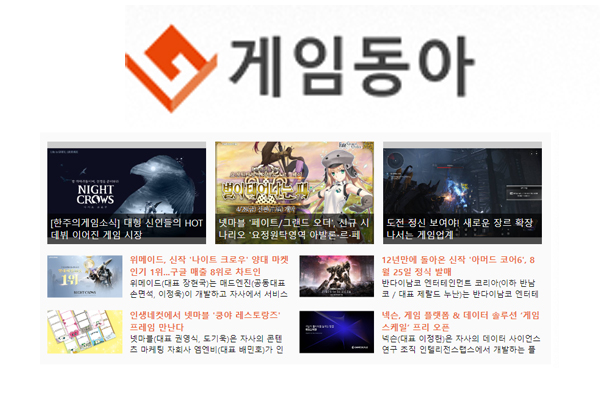 게임동아
NIGHT
CROWS
[한주의게임소식] 대형 신인들의 HOT
데뷔 이어진 게임 시장
별이 태어나는 때
넷마블 '페이트/그랜드 오더', 신규 시
나리오 '요정원탁영역 아발론·르·페
도전 정신 보여야! 새로운 장르 확장
나서는 게임업계
1위
위메이드, 신작 '나이트 크로우' 양대 마켓
인기 1위...구글 매출 8위로 차트인
위메이드(대표 장현국)는 매드엔진(공동대표
손면석, 이정욱)이 개발하고 자사에서 서비스
12년만에 돌아온 신작 '아머드 코어6', 8
월 25일 정식 발매
반다이남코 엔터테인먼트 코리아(이하 반남
코 / 대표 제랄드 누난)는 반다이남코 엔터테
인생네컷에서 넷마블 '쿵야 레스토랑즈'
프레임 만난다
넷마블(대표 권영식, 도기욱)은 자사의 콘텐
츠 마케팅 자회사 엠엔비(대표 배민호)가 인
넥슨, 게임 플랫폼 & 데이터 솔루션 '게임
스케일' 프리 오픈
넥슨(대표 이정헌)은 자사의 데이터 사이언스
연구 조직 인텔리전스랩스에서 개발하는 플